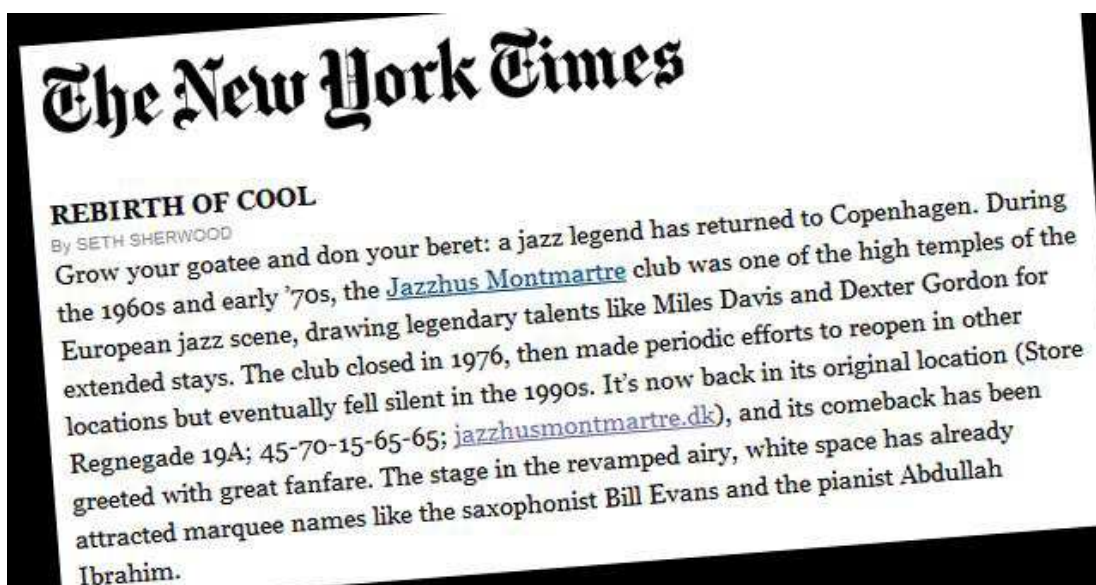 The New York Times
REBIRTH OF COOL
By SETH SHERWOOD
Grow your goatee and don your beret: a jazz legend has returned to Copenhagen. During
the 1960s and early ’70s, the Jazzhus Montmartre club was one of the high temples of the
European jazz scene, drawing legendary talents like Miles Davis and Dexter Gordon for
extended stays. The club closed in 1976, then made periodic efforts to reopen in other
locations but eventually fell silent in the 1990s. It’s now back in its original location (Store
Regnegade 19A; 45-70-15-65-65; jazzhusmontmartre.dk), and its comeback has been
greeted with great fanfare. The stage in the revamped airy, white space has already
attracted marquee names like the saxophonist Bill Evans and the pianist Abdullah
Ibrahim.